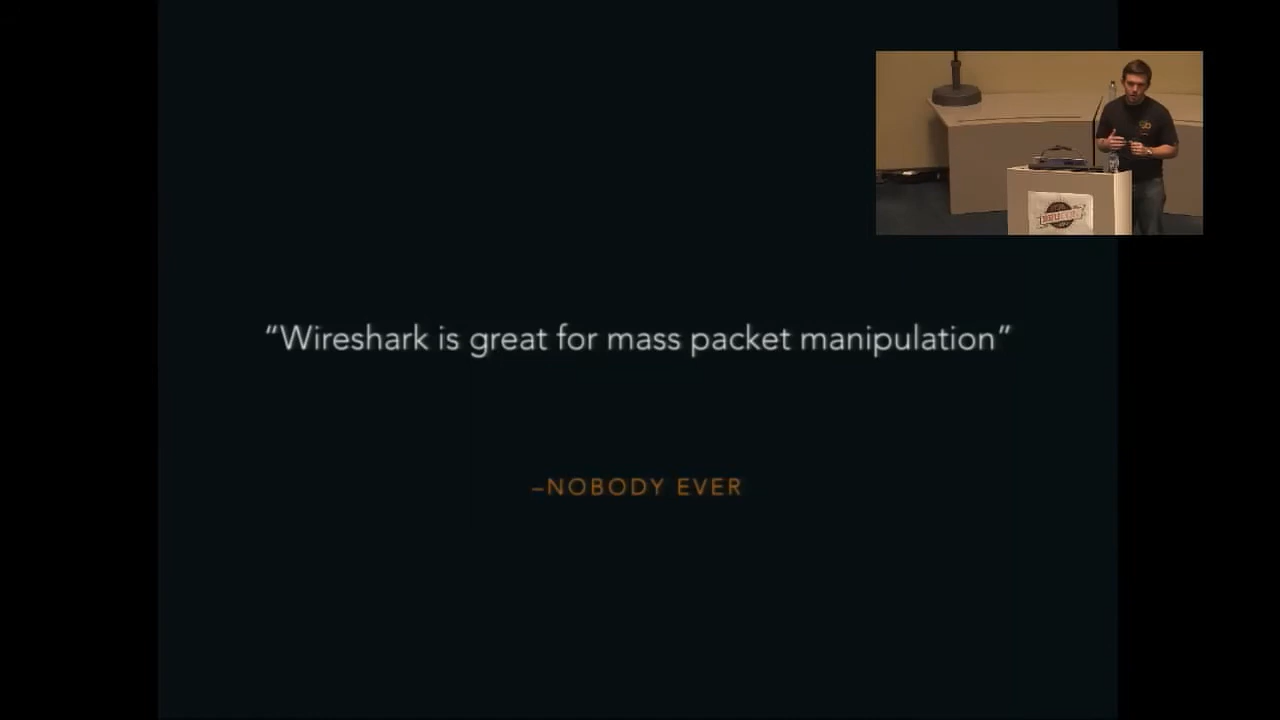 “Wireshark is great for mass packet manipulation”
–NOBODY EVER